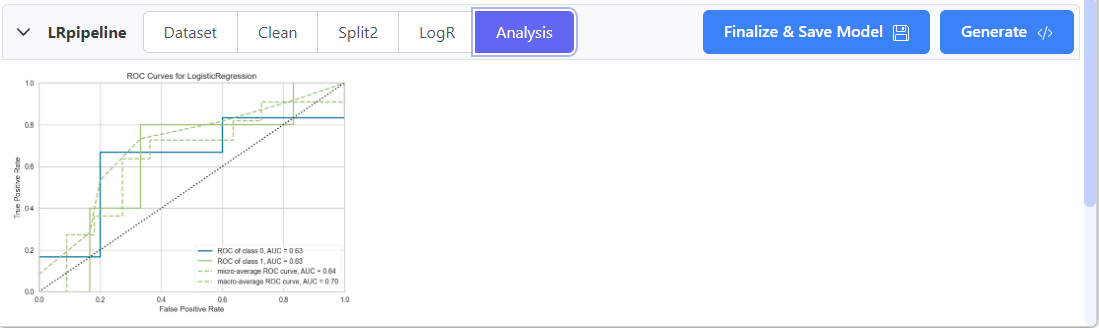 LRpipeline Dataset Clean Split2 LogR Analysis Finalize & Save Model Generate </>
ROC Curves for LogisticRegression
1.0
0.8
0.6
0.4
0.2
0.0
True Positive Rate
ROC of class 0, AUC = 0.63
ROC of class 1, AUC = 0.63
micro-average ROC curve, AUC = 0.64
macro-average ROC curve, AUC = 0.70
0.0 0.2 0.4 0.6 0.8 1.0
False Positive Rate